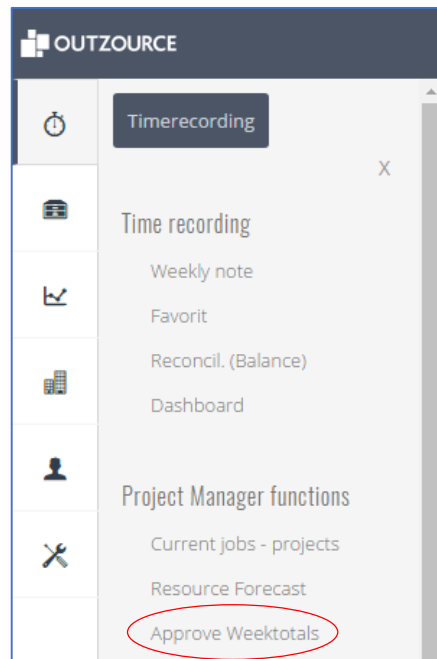 OUTZOURCE
Timerecording
X
Time recording
Weekly note
Favorit
Reconcil. (Balance)
Dashboard
Project Manager functions
Current jobs - projects
Resource Forecast
Approve Weektotals